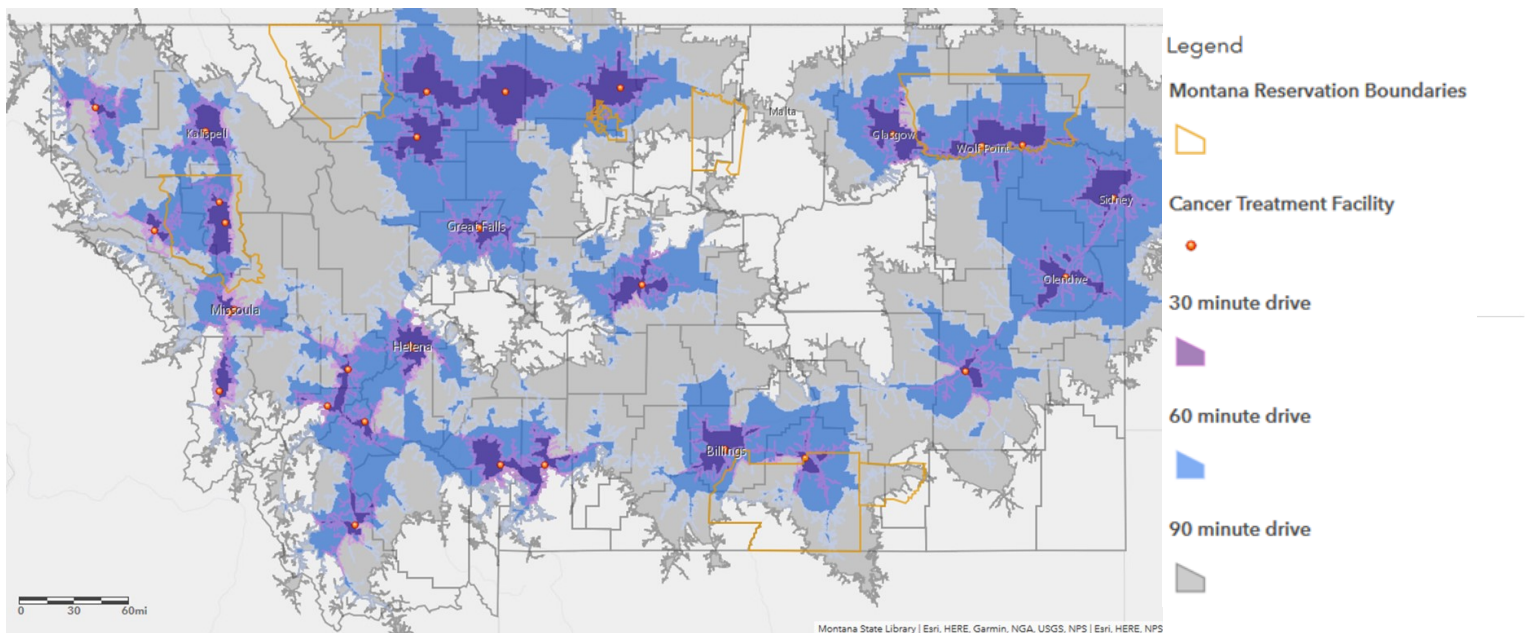 Legend
Montana Reservation Boundaries
Cancer Treatment Facility
30 minute drive
60 minute drive
90 minute drive
Kalispell
Malta
Glasgow
Wolf Point
Sidney
Great Falls
Glendive
Missoula
Helena
Billings
0 30 60mi
Montana State Library | Esri, HERE, Garmin, NGA, USGS, NPS | Esri, HERE, NPS